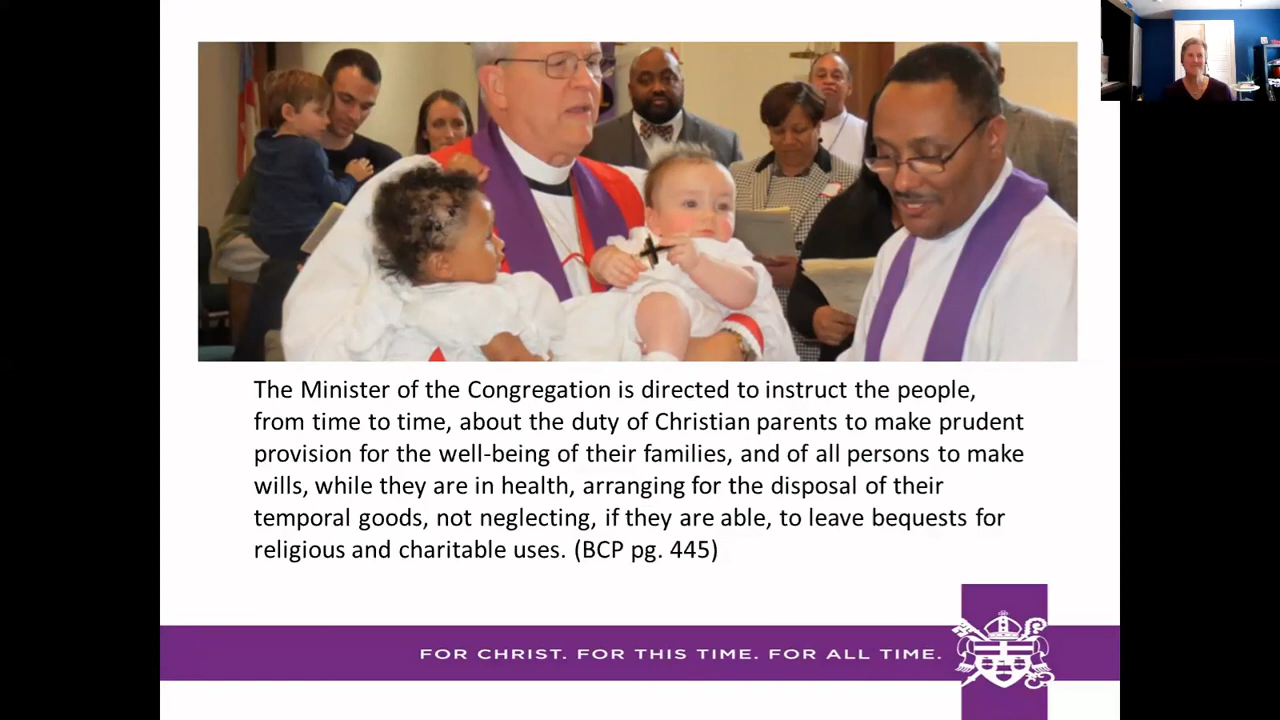 The Minister of the Congregation is directed to instruct the people,
from time to time, about the duty of Christian parents to make prudent
provision for the well-being of their families, and of all persons to make
wills, while they are in health, arranging for the disposal of their
temporal goods, not neglecting, if they are able, to leave bequests for
religious and charitable uses. (BCP pg. 445)
FOR CHRIST. FOR THIS TIME. FOR ALL TIME.